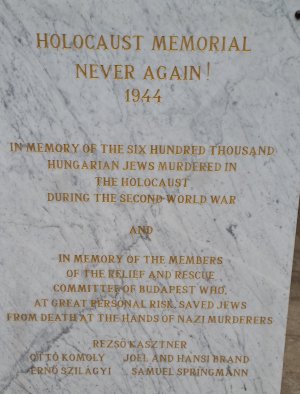 HOLOCAUST MEMORIAL
NEVER AGAIN!
1944
IN MEMORY OF THE SIX HUNDRED THOUSAND
HUNGARIAN JEWS MURDERED IN
THE HOLOCAUST
DURING THE SECOND WORLD WAR
AND
IN MEMORY OF THE MEMBERS
OF THE RELIEF AND RESCUE
COMMITTEE OF BUDAPEST WHO,
AT GREAT PERSONAL RISK, SAVED JEWS
FROM DEATH AT THE HANDS OF NAZI MURDERERS
REZSŐ KASZTNER
OTTÓ KOMOLY JOEL AND HANSI BRAND
ERNŐ SZILÁGYI SAMUEL SPRINGMANN